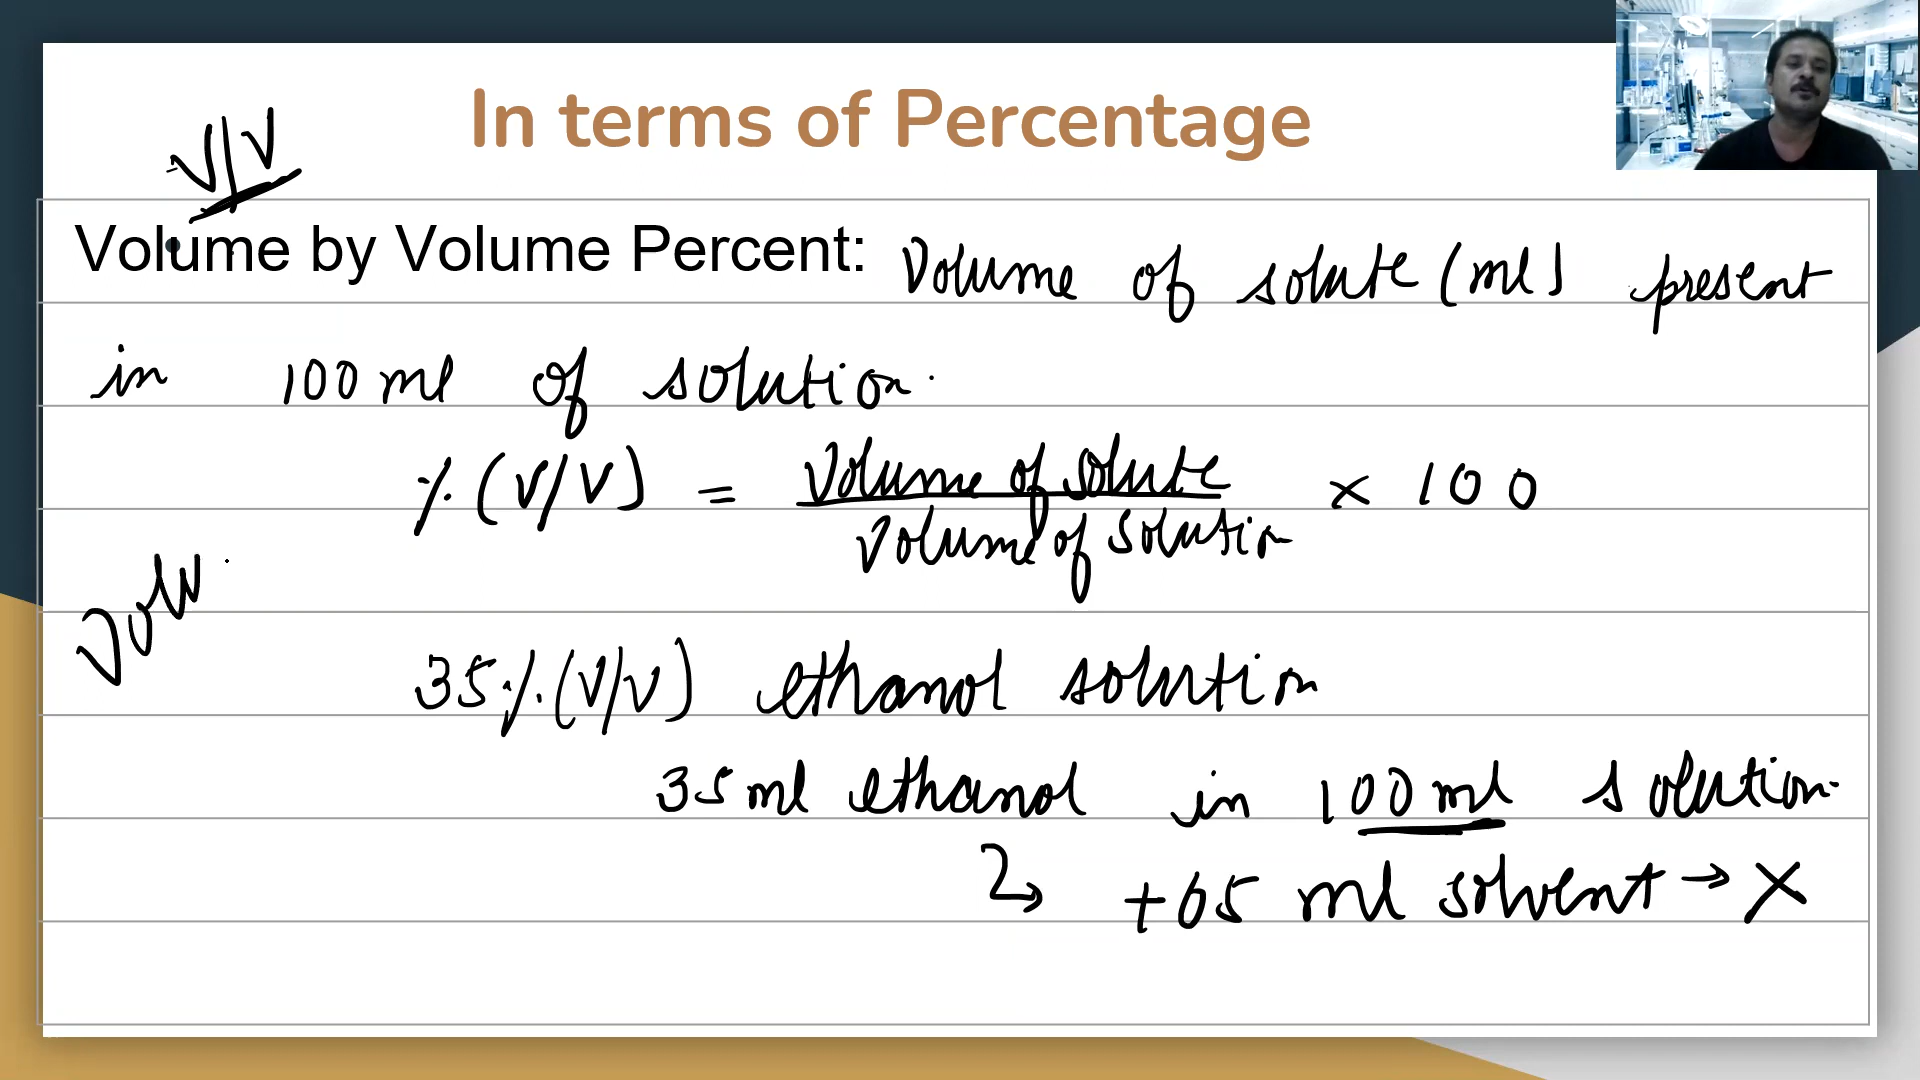 In terms of Percentage
V/V
Volume by Volume Percent: Volume of solute (ml) present
in 100 ml of solution.
% (V/V) = Volume of solute / Volume of solution × 100
35% (V/V) ethanol solution
35 ml ethanol in 100 ml solution.
+65 ml solvent → X